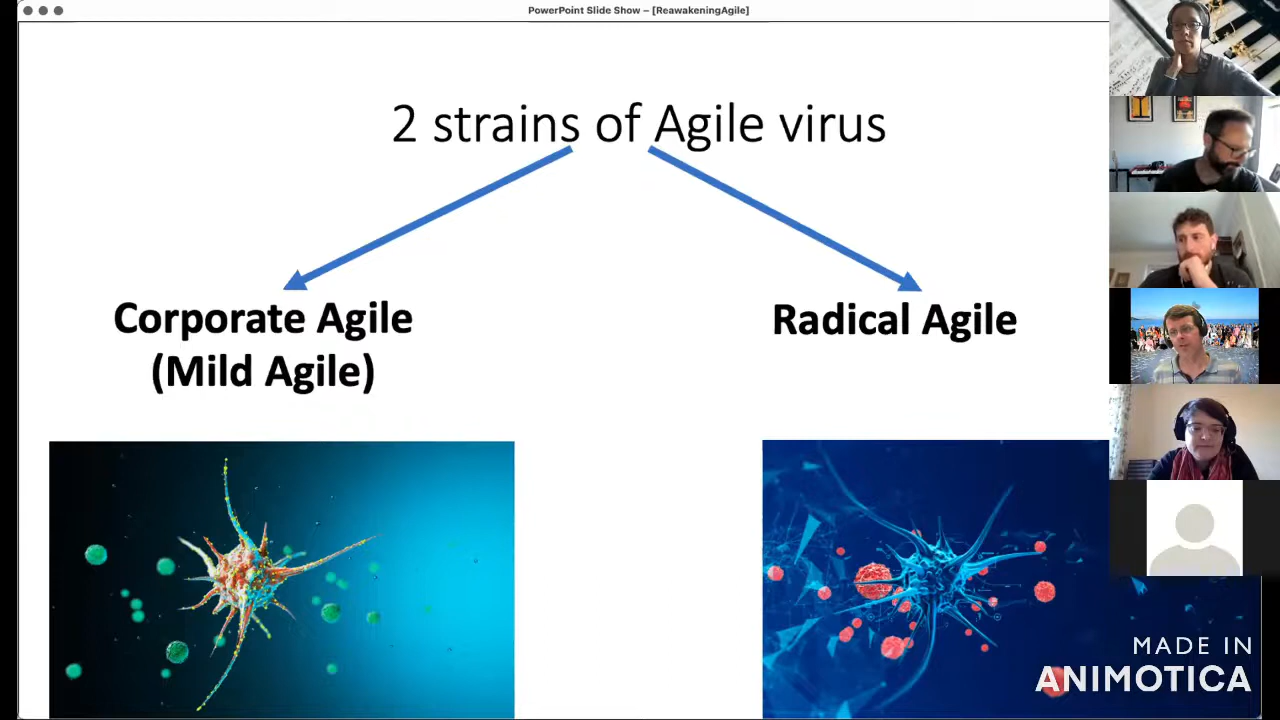 PowerPoint Slide Show – [ReawakeningAgile]
2 strains of Agile virus
Corporate Agile
(Mild Agile)
Radical Agile
MADE IN
ANIMOTICA